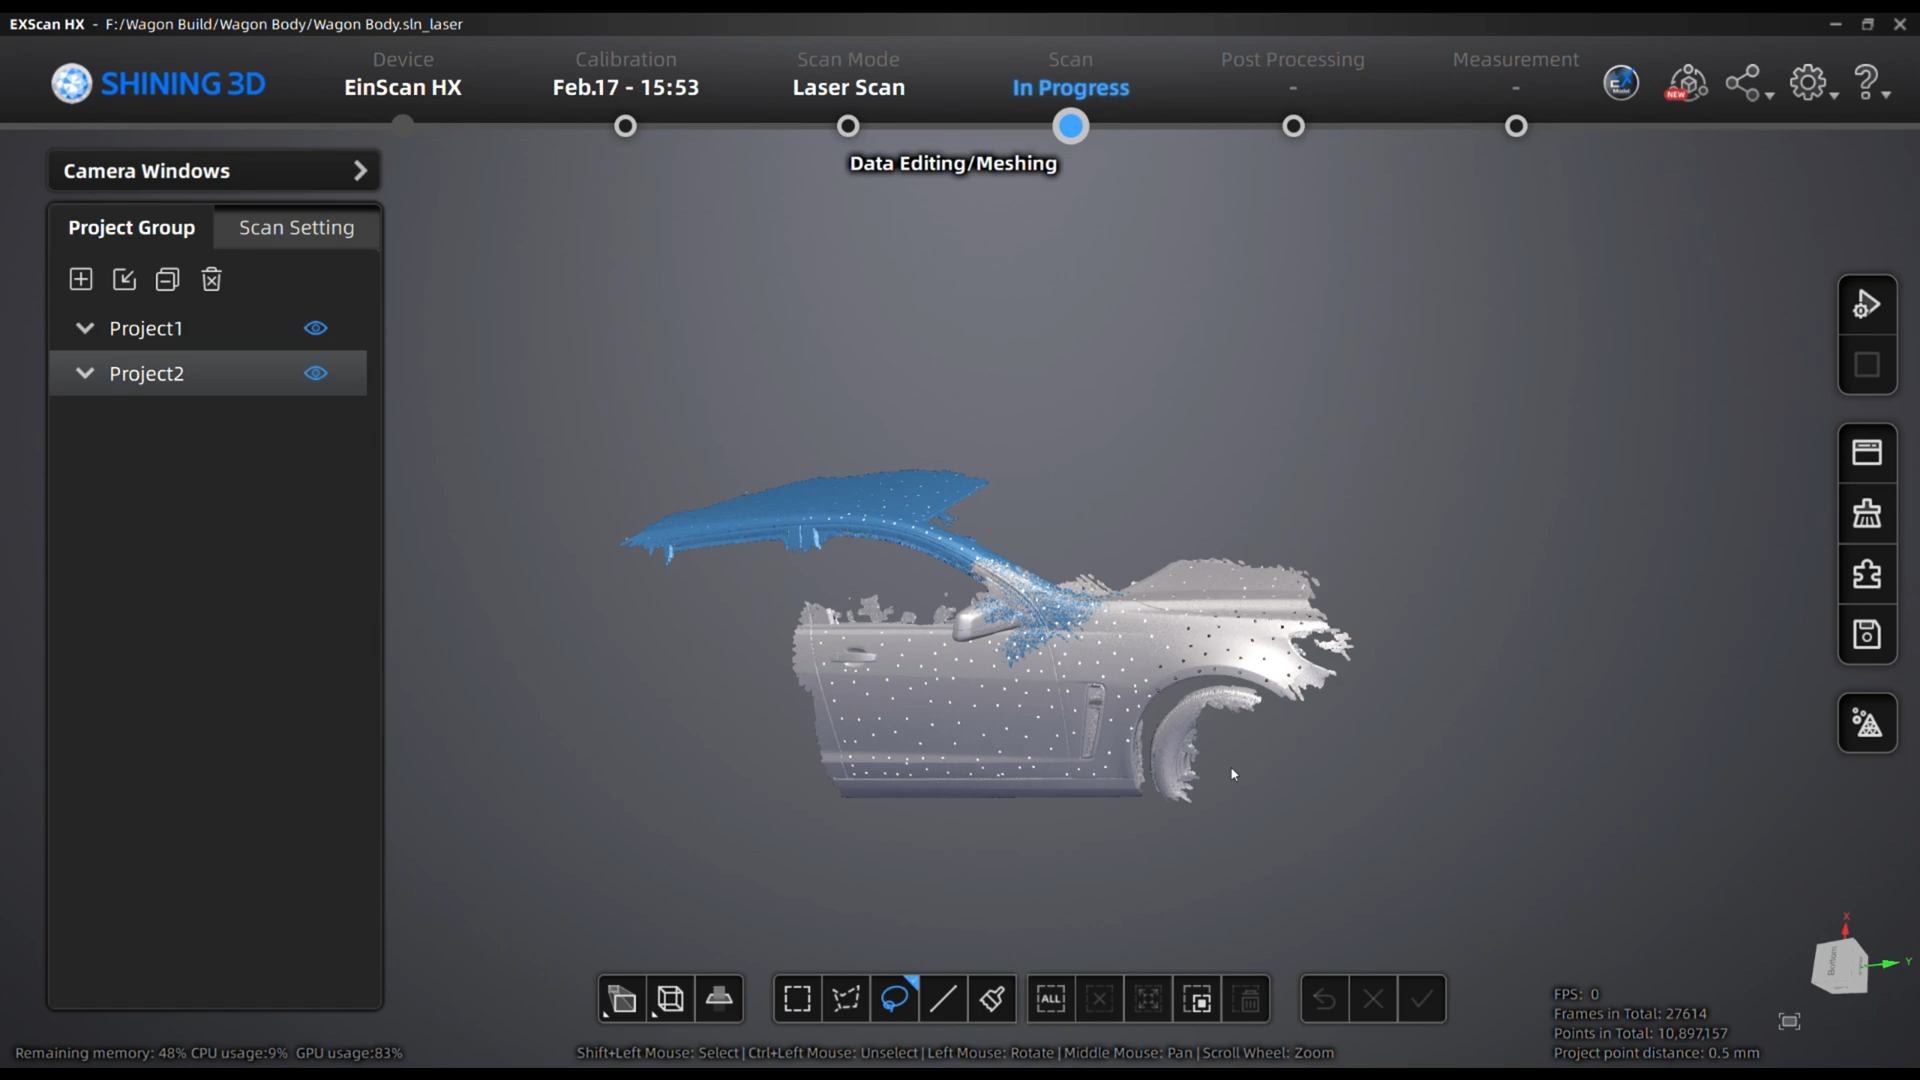 EXScan HX - F:/Wagon Build/Wagon Body/Wagon Body.sln_laser
SHINING 3D
Device
EinScan HX
Calibration
Feb.17 - 15:53
Scan Mode
Laser Scan
Scan
In Progress
Post Processing
-
Measurement
-
NEW
Data Editing/Meshing
Camera Windows
Project Group
Scan Setting
Project1
Project2
ALL
Bottom
X
Y
FPS: 0
Frames in Total: 27614
Points in Total: 10,897,157
Project point distance: 0.5 mm
Remaining memory: 48% CPU usage:9% GPU usage:83%
Shift+Left Mouse: Select | Ctrl+Left Mouse: Unselect | Left Mouse: Rotate | Middle Mouse: Pan | Scroll Wheel: Zoom